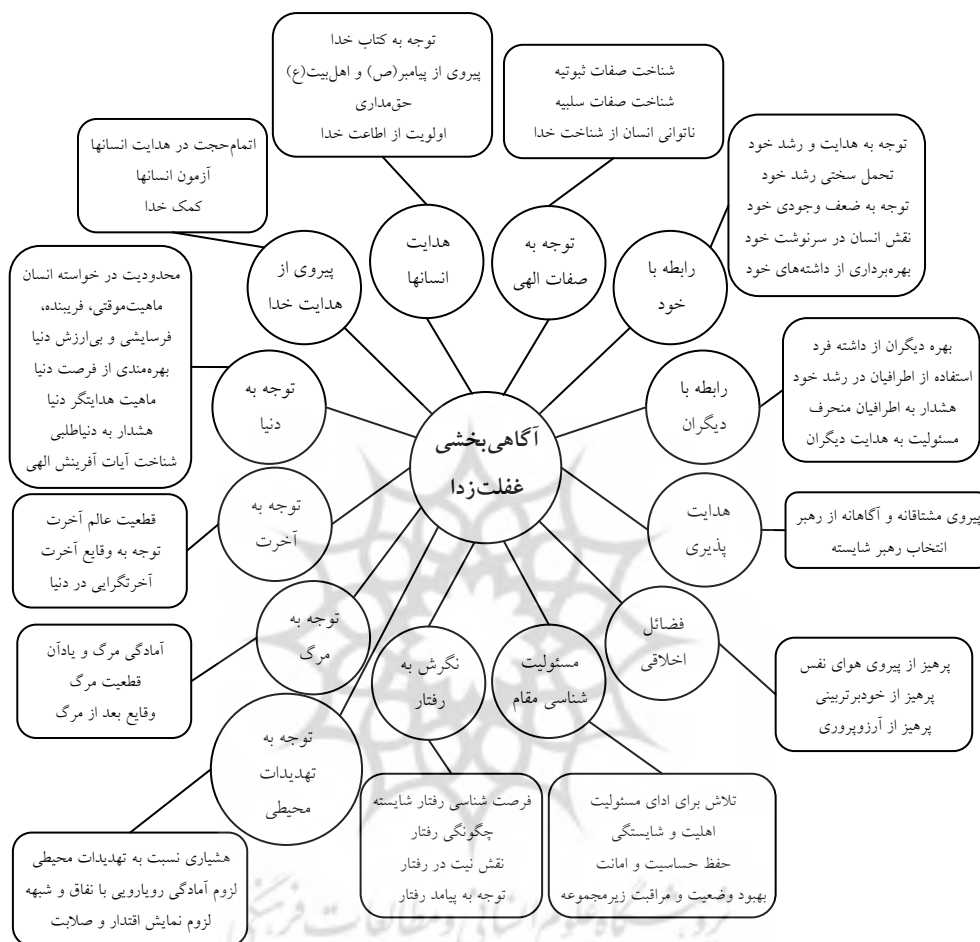 توجه به کتاب خدا
پیروی از پیامبر(ص) و اهل‌بیت(ع)
حق‌مداری
اولویت از اطاعت خدا
شناخت صفات ثبوتیه
شناخت صفات سلبیه
ناتوانی انسان از شناخت خدا
اتمام‌حجت در هدایت انسانها
آزمون انسانها
کمک خدا
توجه به هدایت و رشد خود
تحمل سختی رشد خود
توجه به ضعف وجودی خود
نقش انسان در سرنوشت خود
بهره‌برداری از داشته‌های خود
هدایت
انسانها
توجه به
صفات الهی
پیروی از
هدایت خدا
رابطه با
خود
محدودیت در خواسته انسان
ماهیت‌موقتی، فریبنده،
فرسایشی و بی‌ارزش دنیا
بهره‌مندی از فرصت دنیا
ماهیت هدایتگر دنیا
هشدار به دنیاطلبی
شناخت آیات آفرینش الهی
توجه به
دنیا
رابطه با
دیگران
بهره دیگران از داشته فرد
استفاده از اطرافیان در رشد خود
هشدار به اطرافیان منحرف
مسئولیت به هدایت دیگران
آگاهی‌بخشی
غفلت‌زدا
توجه به
آخرت
قطعیت عالم آخرت
توجه به وقایع آخرت
آخرتگرایی در دنیا
هدایت
پذیری
پیروی مشتاقانه و آگاهانه از رهبر
انتخاب رهبر شایسته
توجه به
مرگ
آمادگی مرگ و یادآن
قطعیت مرگ
وقایع بعد از مرگ
فضائل
اخلاقی
پرهیز از پیروی هوای نفس
پرهیز از خودبرتربینی
پرهیز از آرزوپروری
نگرش به
رفتار
مسئولیت
شناسی مقام
توجه به
تهدیدات
محیطی
هشیاری نسبت به تهدیدات محیطی
لزوم آمادگی رویارویی با نفاق و شبهه
لزوم نمایش اقتدار و صلابت
فرصت شناسی رفتار شایسته
چگونگی رفتار
نقش نیت در رفتار
توجه به پیامد رفتار
تلاش برای ادای مسئولیت
اهلیت و شایستگی
حفظ حساسیت و امانت
بهبود وضعیت و مراقبت زیرمجموعه
پژوهشگاه علوم انسانی و مطالعات فرهنگی